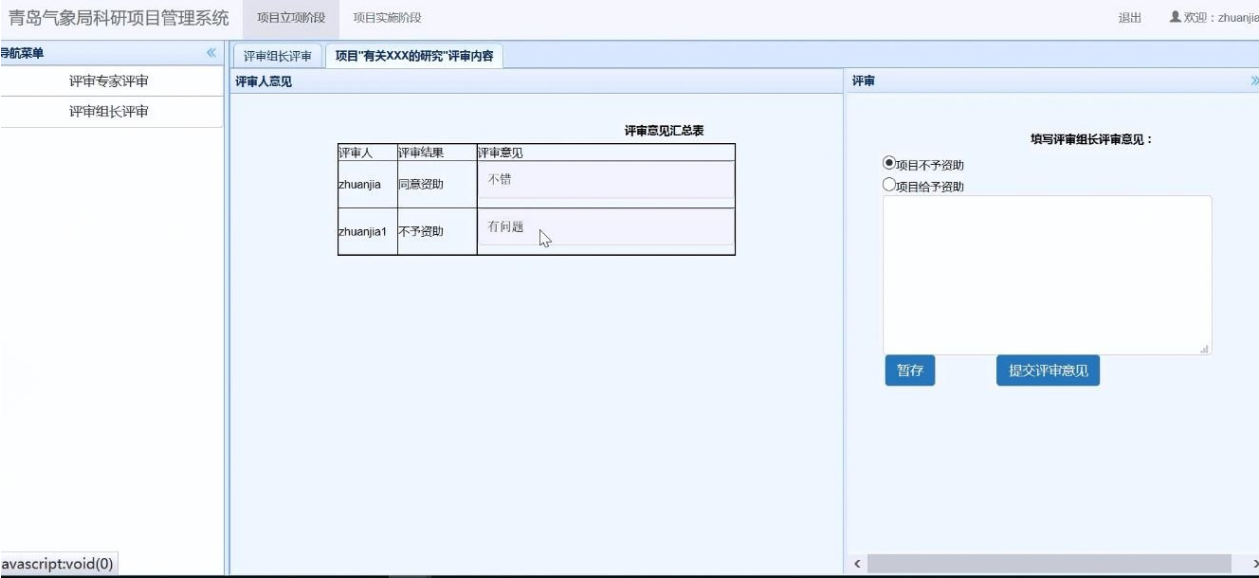 青岛气象局科研项目管理系统 项目立项阶段 项目实施阶段 退出 欢迎：zhuanjia
导航菜单
评审专家评审
评审组长评审
评审组长评审 项目"有关XXX的研究"评审内容
评审人意见
评审意见汇总表
评审人 评审结果 评审意见
zhuanjia 同意资助 不错
zhuanjia1 不予资助 有问题
评审
填写评审组长评审意见：
项目不予资助
项目给予资助
暂存 提交评审意见
avascript:void(0)